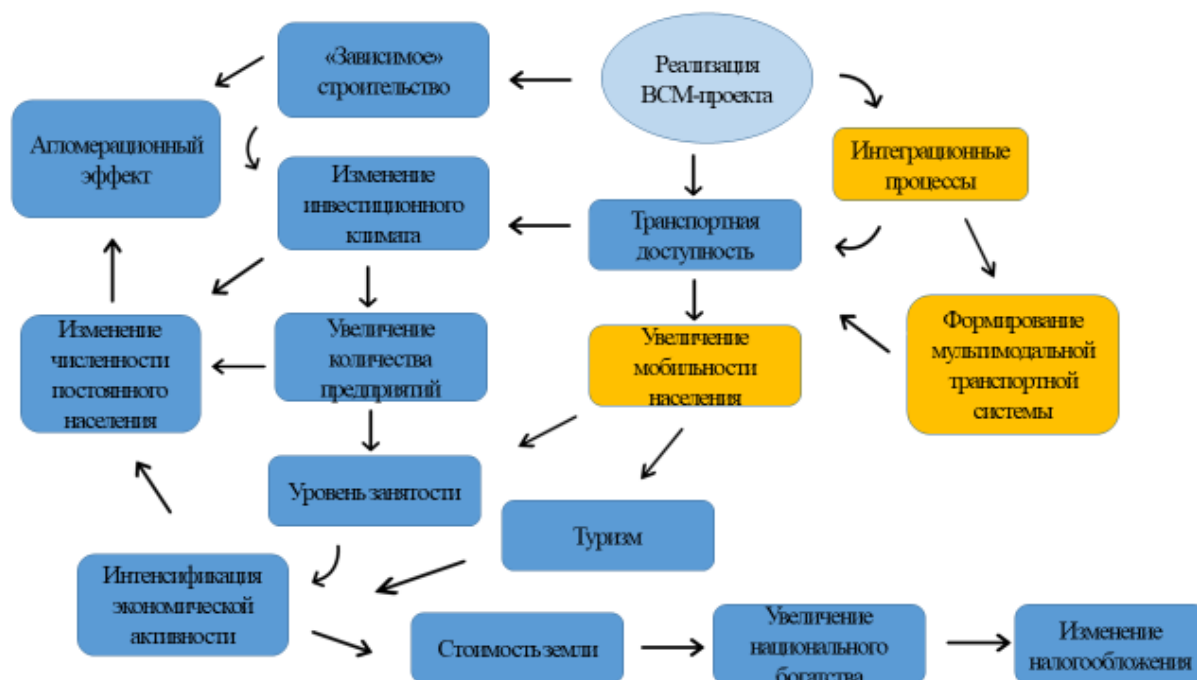 «Зависимое»
строительство
Реализация
ВСМ-проекта
Агломерационный
эффект
Интеграционные
процессы
Изменение
инвестиционного
климата
Транспортная
доступность
Изменение
численности
постоянного
населения
Увеличение
количества
предприятий
Увеличение
мобильности
населения
Формирование
мультимодальной
транспортной
системы
Уровень занятости
Туризм
Интенсификация
экономической
активности
Стоимость земли
Увеличение
национального
богатства
Изменение
налогообложения